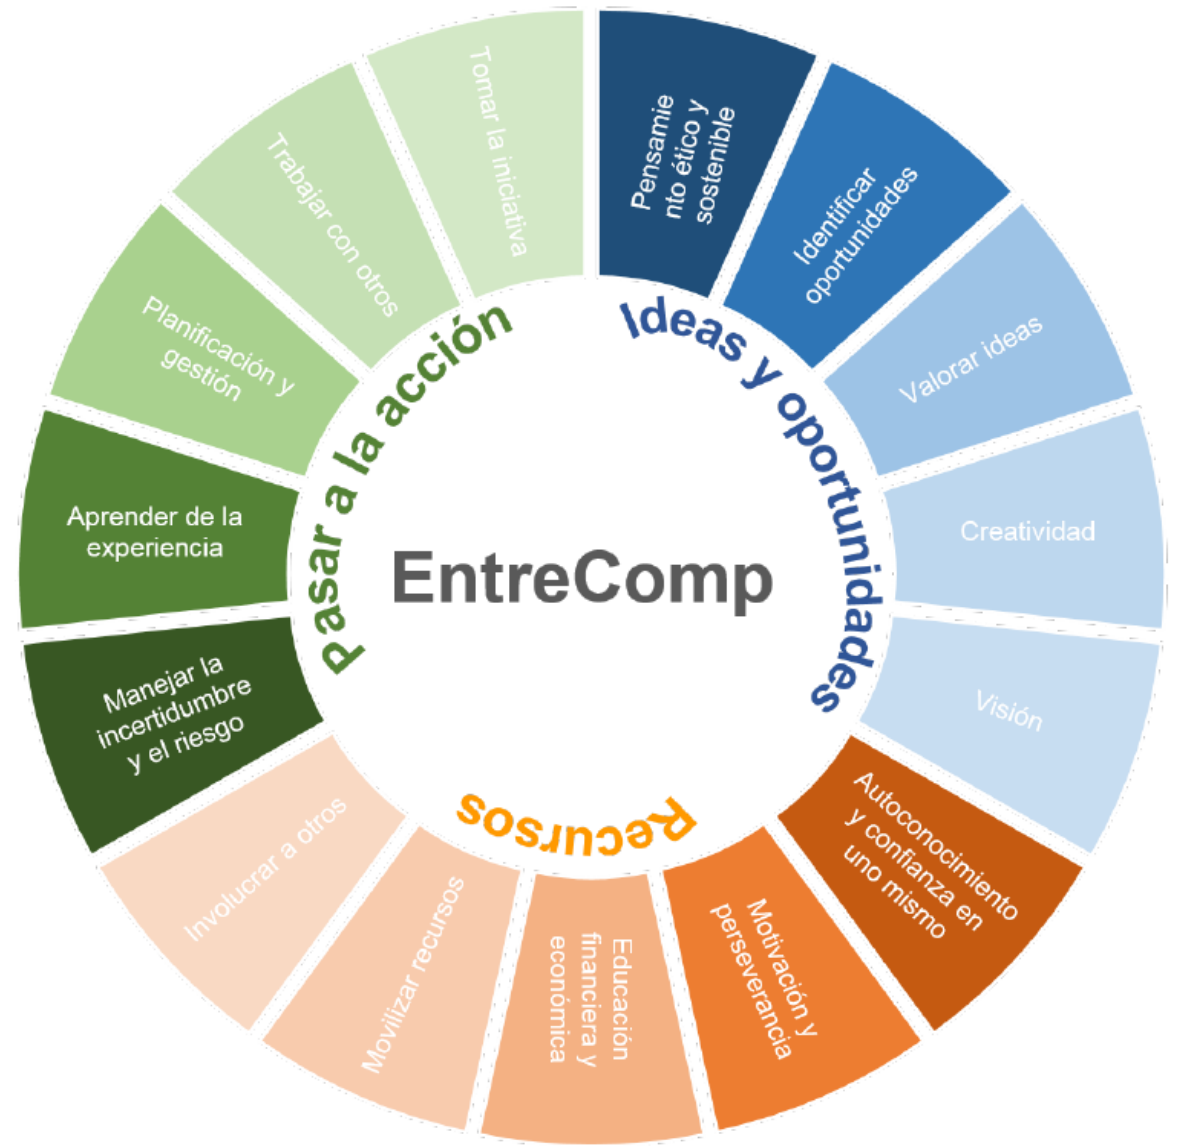 EntreComp
Ideas y oportunidades
Pensamie
nto ético y
sostenible
Identificar
oportunidades
Valorar ideas
Creatividad
Visión
Recursos
Autoconocimiento
y confianza en
uno mismo
Motivación y
perseverancia
Educación
financiera y
económica
Movilizar recursos
Involucrar a otros
Pasar a la acción
Manejar la
incertidumbre
y el riesgo
Aprender de la
experiencia
Planificación y
gestión
Trabajar con otros
Tomar la iniciativa